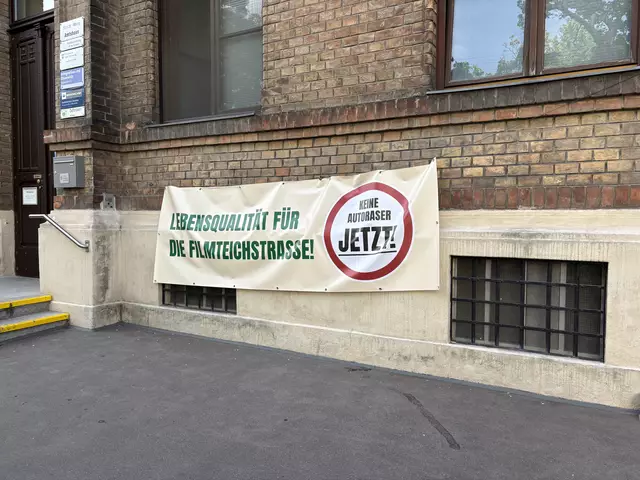 LEBENSQUALITÄT FÜR
DIE FILMTEICHSTRASSE!
KEINE
AUTORASER
JETZT!